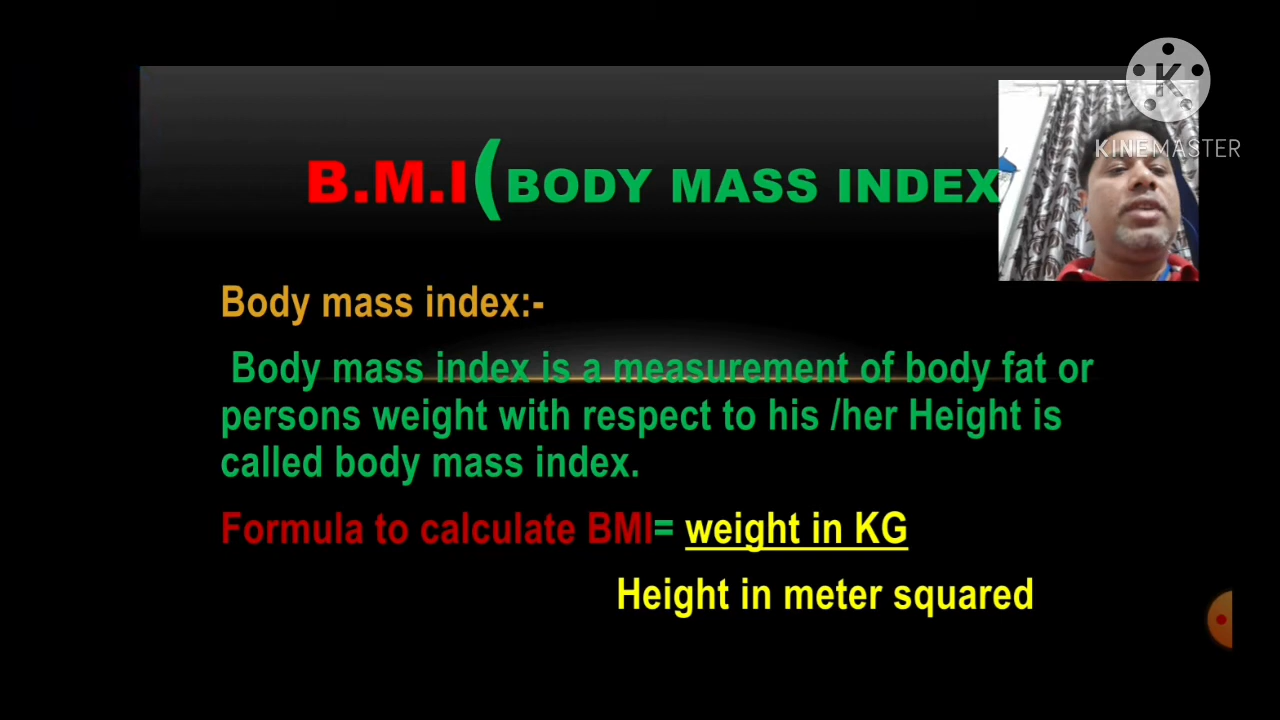 B.M.I(BODY MASS INDEX
K
KINEMASTER
Body mass index:-
Body mass index is a measurement of body fat or
persons weight with respect to his /her Height is
called body mass index.
Formula to calculate BMI= weight in KG
Height in meter squared